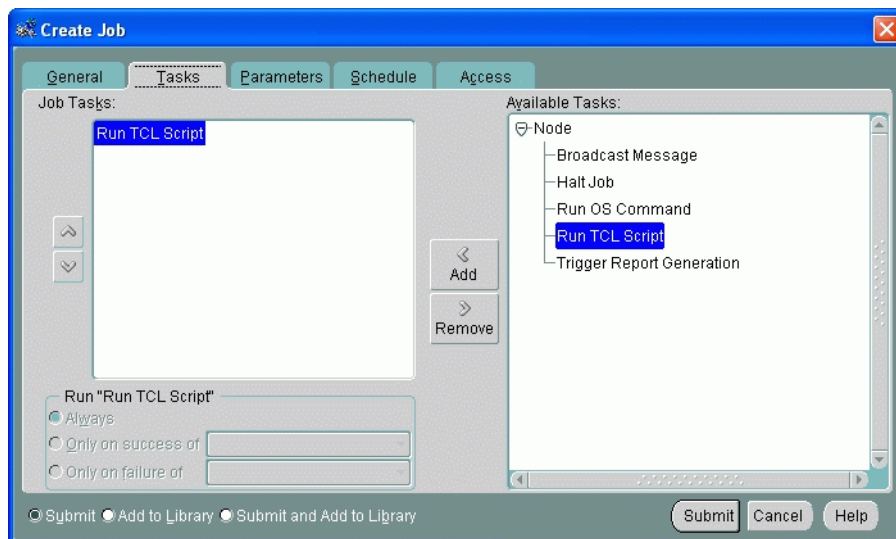 Create Job
General Tasks Parameters Schedule Access
Job Tasks:
Run TCL Script
Run "Run TCL Script"
Always
Only on success of
Only on failure of
Add
Remove
Available Tasks:
Node
Broadcast Message
Halt Job
Run OS Command
Run TCL Script
Trigger Report Generation
Submit Add to Library Submit and Add to Library
Submit Cancel Help